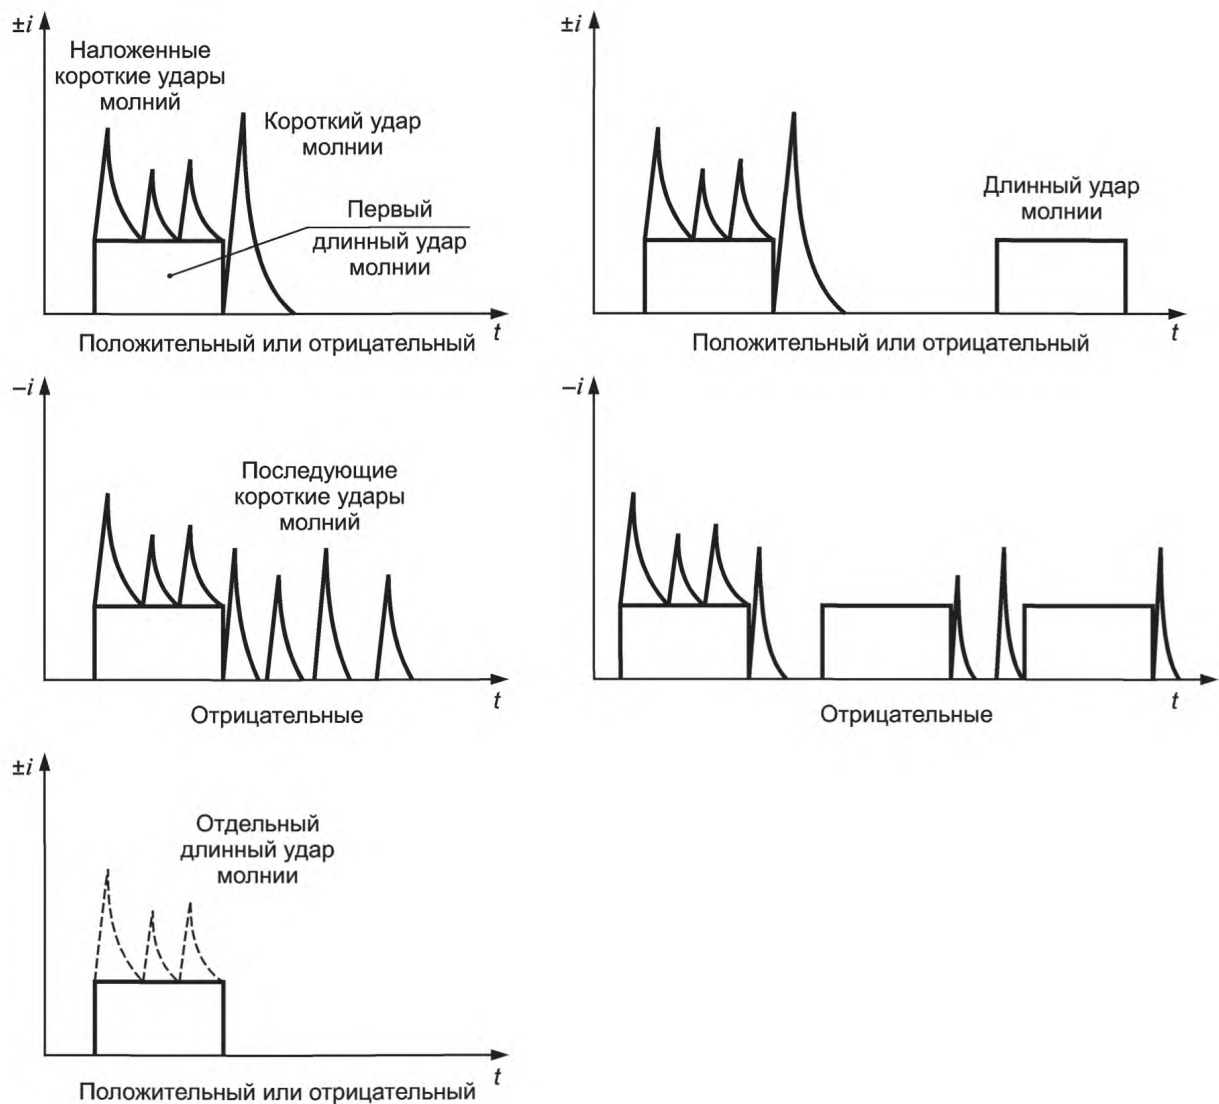 ±i
Наложенные
короткие удары
молний
Короткий удар
молнии
Первый
длинный удар
молнии
t
Положительный или отрицательный
±i
Длинный удар
молнии
t
Положительный или отрицательный
–i
Последующие
короткие удары
молний
t
Отрицательные
–i
t
Отрицательные
±i
Отдельный
длинный удар
молнии
t
Положительный или отрицательный